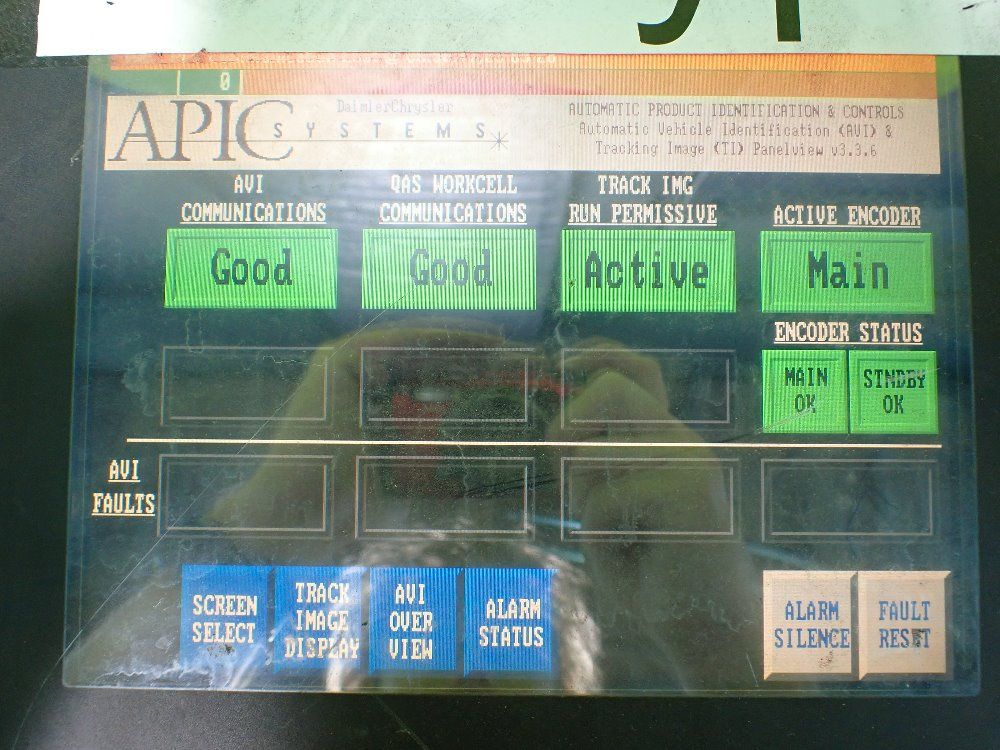 0
APIC
DaimlerChrysler
SYSTEMS
AUTOMATIC PRODUCT IDENTIFICATION & CONTROLS
Automatic Vehicle Identification (AVI) &
Tracking Image (TI) Panelview v3.3.6
AVI
COMMUNICATIONS
QAS WORKCELL
COMMUNICATIONS
TRACK IMG
RUN PERMISSIVE
ACTIVE ENCODER
Good
Good
Active
Main
ENCODER STATUS
MAIN
OK
STNDBY
OK
AVI
FAULTS
SCREEN
SELECT
TRACK
IMAGE
DISPLAY
AVI
OVER
VIEW
ALARM
STATUS
ALARM
SILENCE
FAULT
RESET